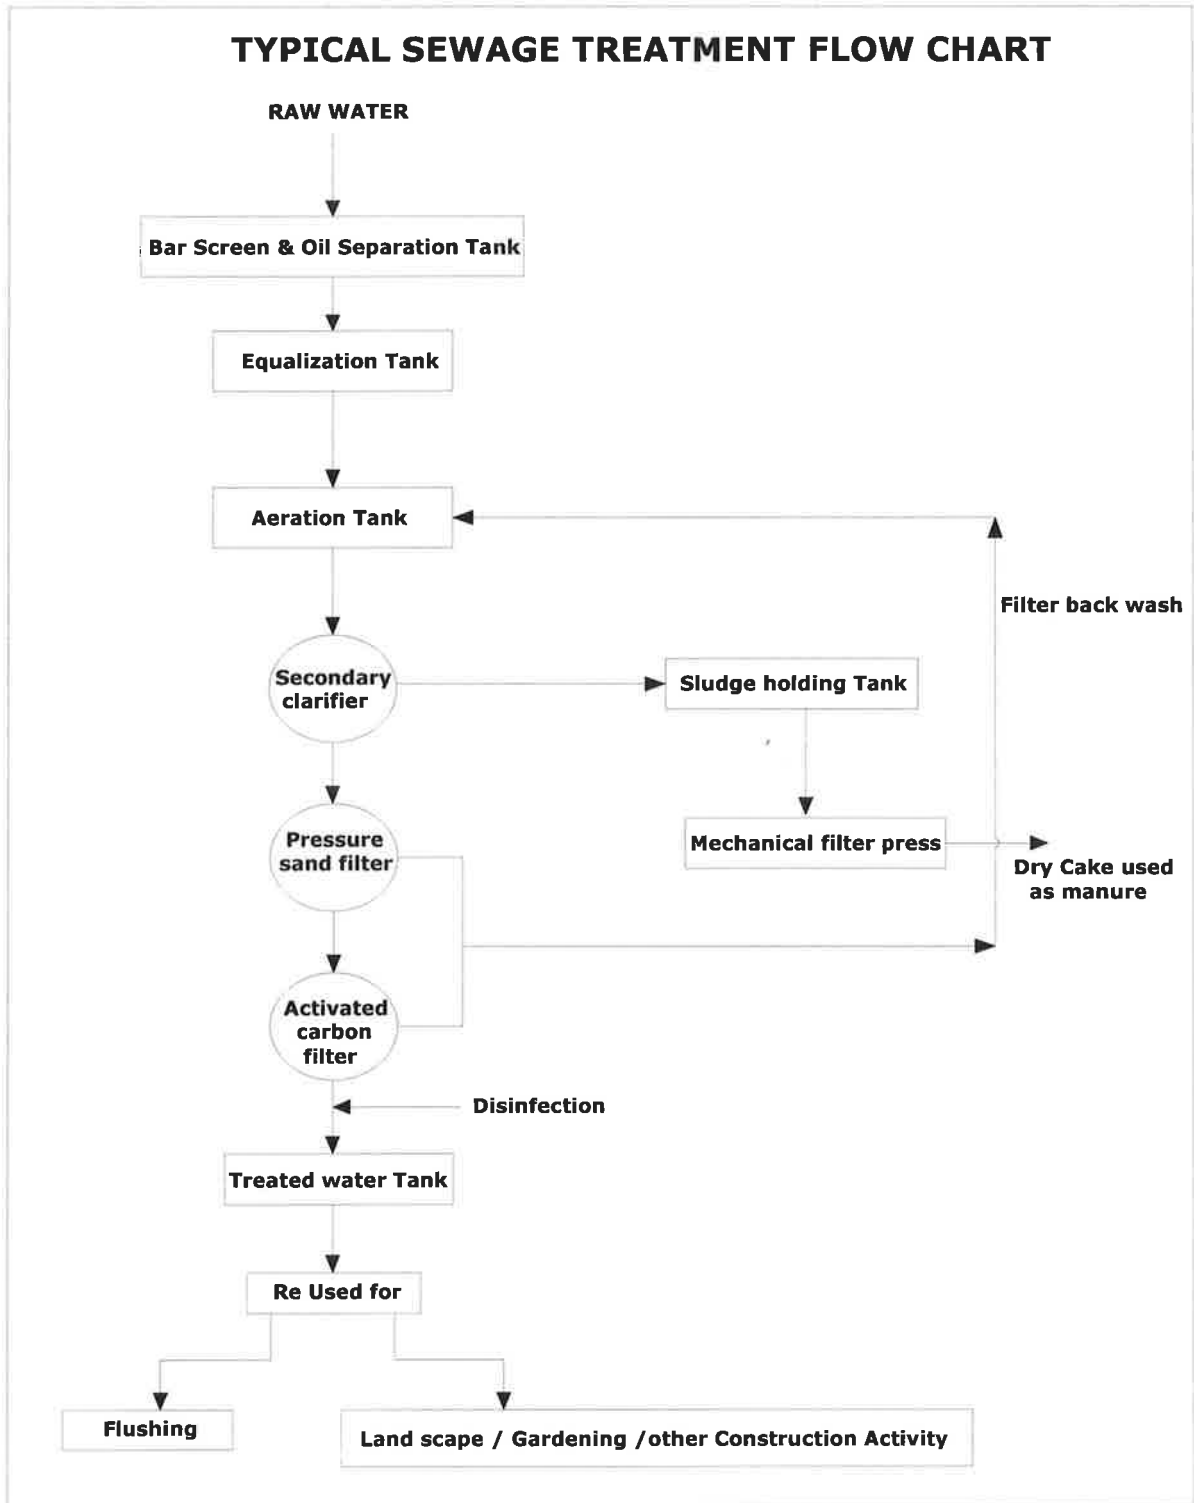 TYPICAL SEWAGE TREATMENT FLOW CHART
RAW WATER
Bar Screen & Oil Separation Tank
Equalization Tank
Aeration Tank
Filter back wash
Secondary
clarifier
Sludge holding Tank
Pressure
sand filter
Mechanical filter press
Dry Cake used
as manure
Activated
carbon
filter
Disinfection
Treated water Tank
Re Used for
Flushing
Land scape / Gardening /other Construction Activity